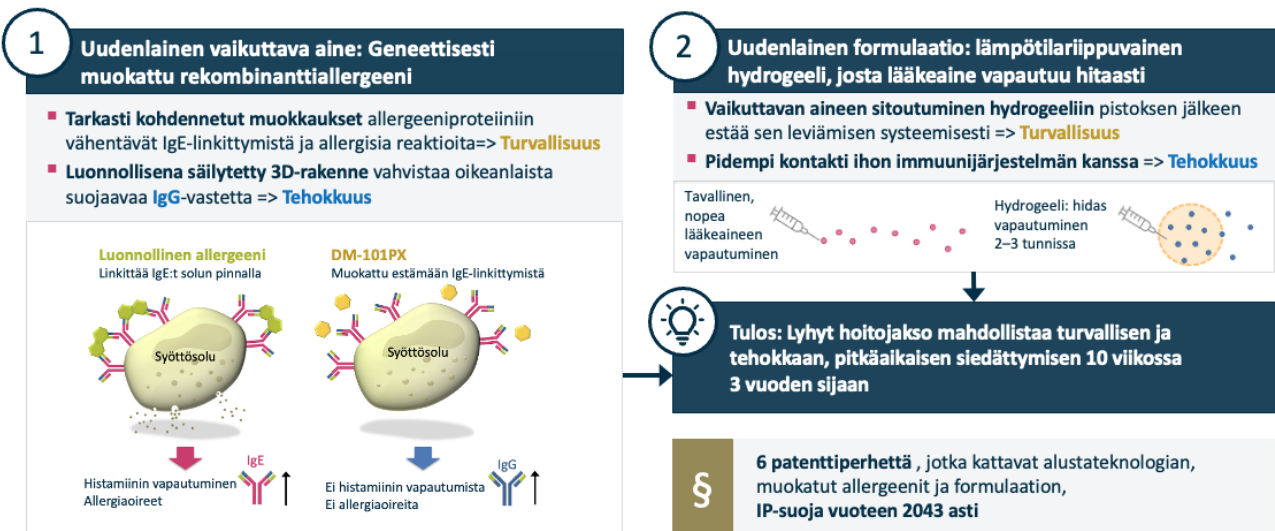 1
Uudenlainen vaikuttava aine: Geneettisesti
muokattu rekombinanttiallergeeni
Tarkasti kohdennetut muokkaukset allergeeniproteiiniin
vähentävät IgE-linkittymistä ja allergisia reaktioita=> Turvallisuus
Luonnollisena säilytetty 3D-rakenne vahvistaa oikeanlaista
suojaavaa IgG-vastetta => Tehokkuus
Luonnollinen allergeeni
Linkittää IgE:t solun pinnalla
Syöttösolu
Histamiinin vapautuminen
Allergiaoireet
IgE
DM-101PX
Muokattu estämään IgE-linkittymistä
Syöttösolu
Ei histamiinin vapautumista
Ei allergiaoireita
IgG
2
Uudenlainen formulaatio: lämpötilariippuvainen
hydrogeeli, josta lääkeaine vapautuu hitaasti
Vaikuttavan aineen sitoutuminen hydrogeeliin pistoksen jälkeen
estää sen leviämisen systeemisesti => Turvallisuus
Pidempi kontakti ihon immuunijärjestelmän kanssa => Tehokkuus
Tavallinen,
nopea
lääkeaineen
vapautuminen
Hydrogeeli: hidas
vapautuminen
2–3 tunnissa
Tulos: Lyhyt hoitojakso mahdollistaa turvallisen ja
tehokkaan, pitkäaikaisen siedättymisen 10 viikossa
3 vuoden sijaan
§
6 patenttiperhettä , jotka kattavat alustateknologian,
muokatut allergeenit ja formulaation,
IP-suoja vuoteen 2043 asti